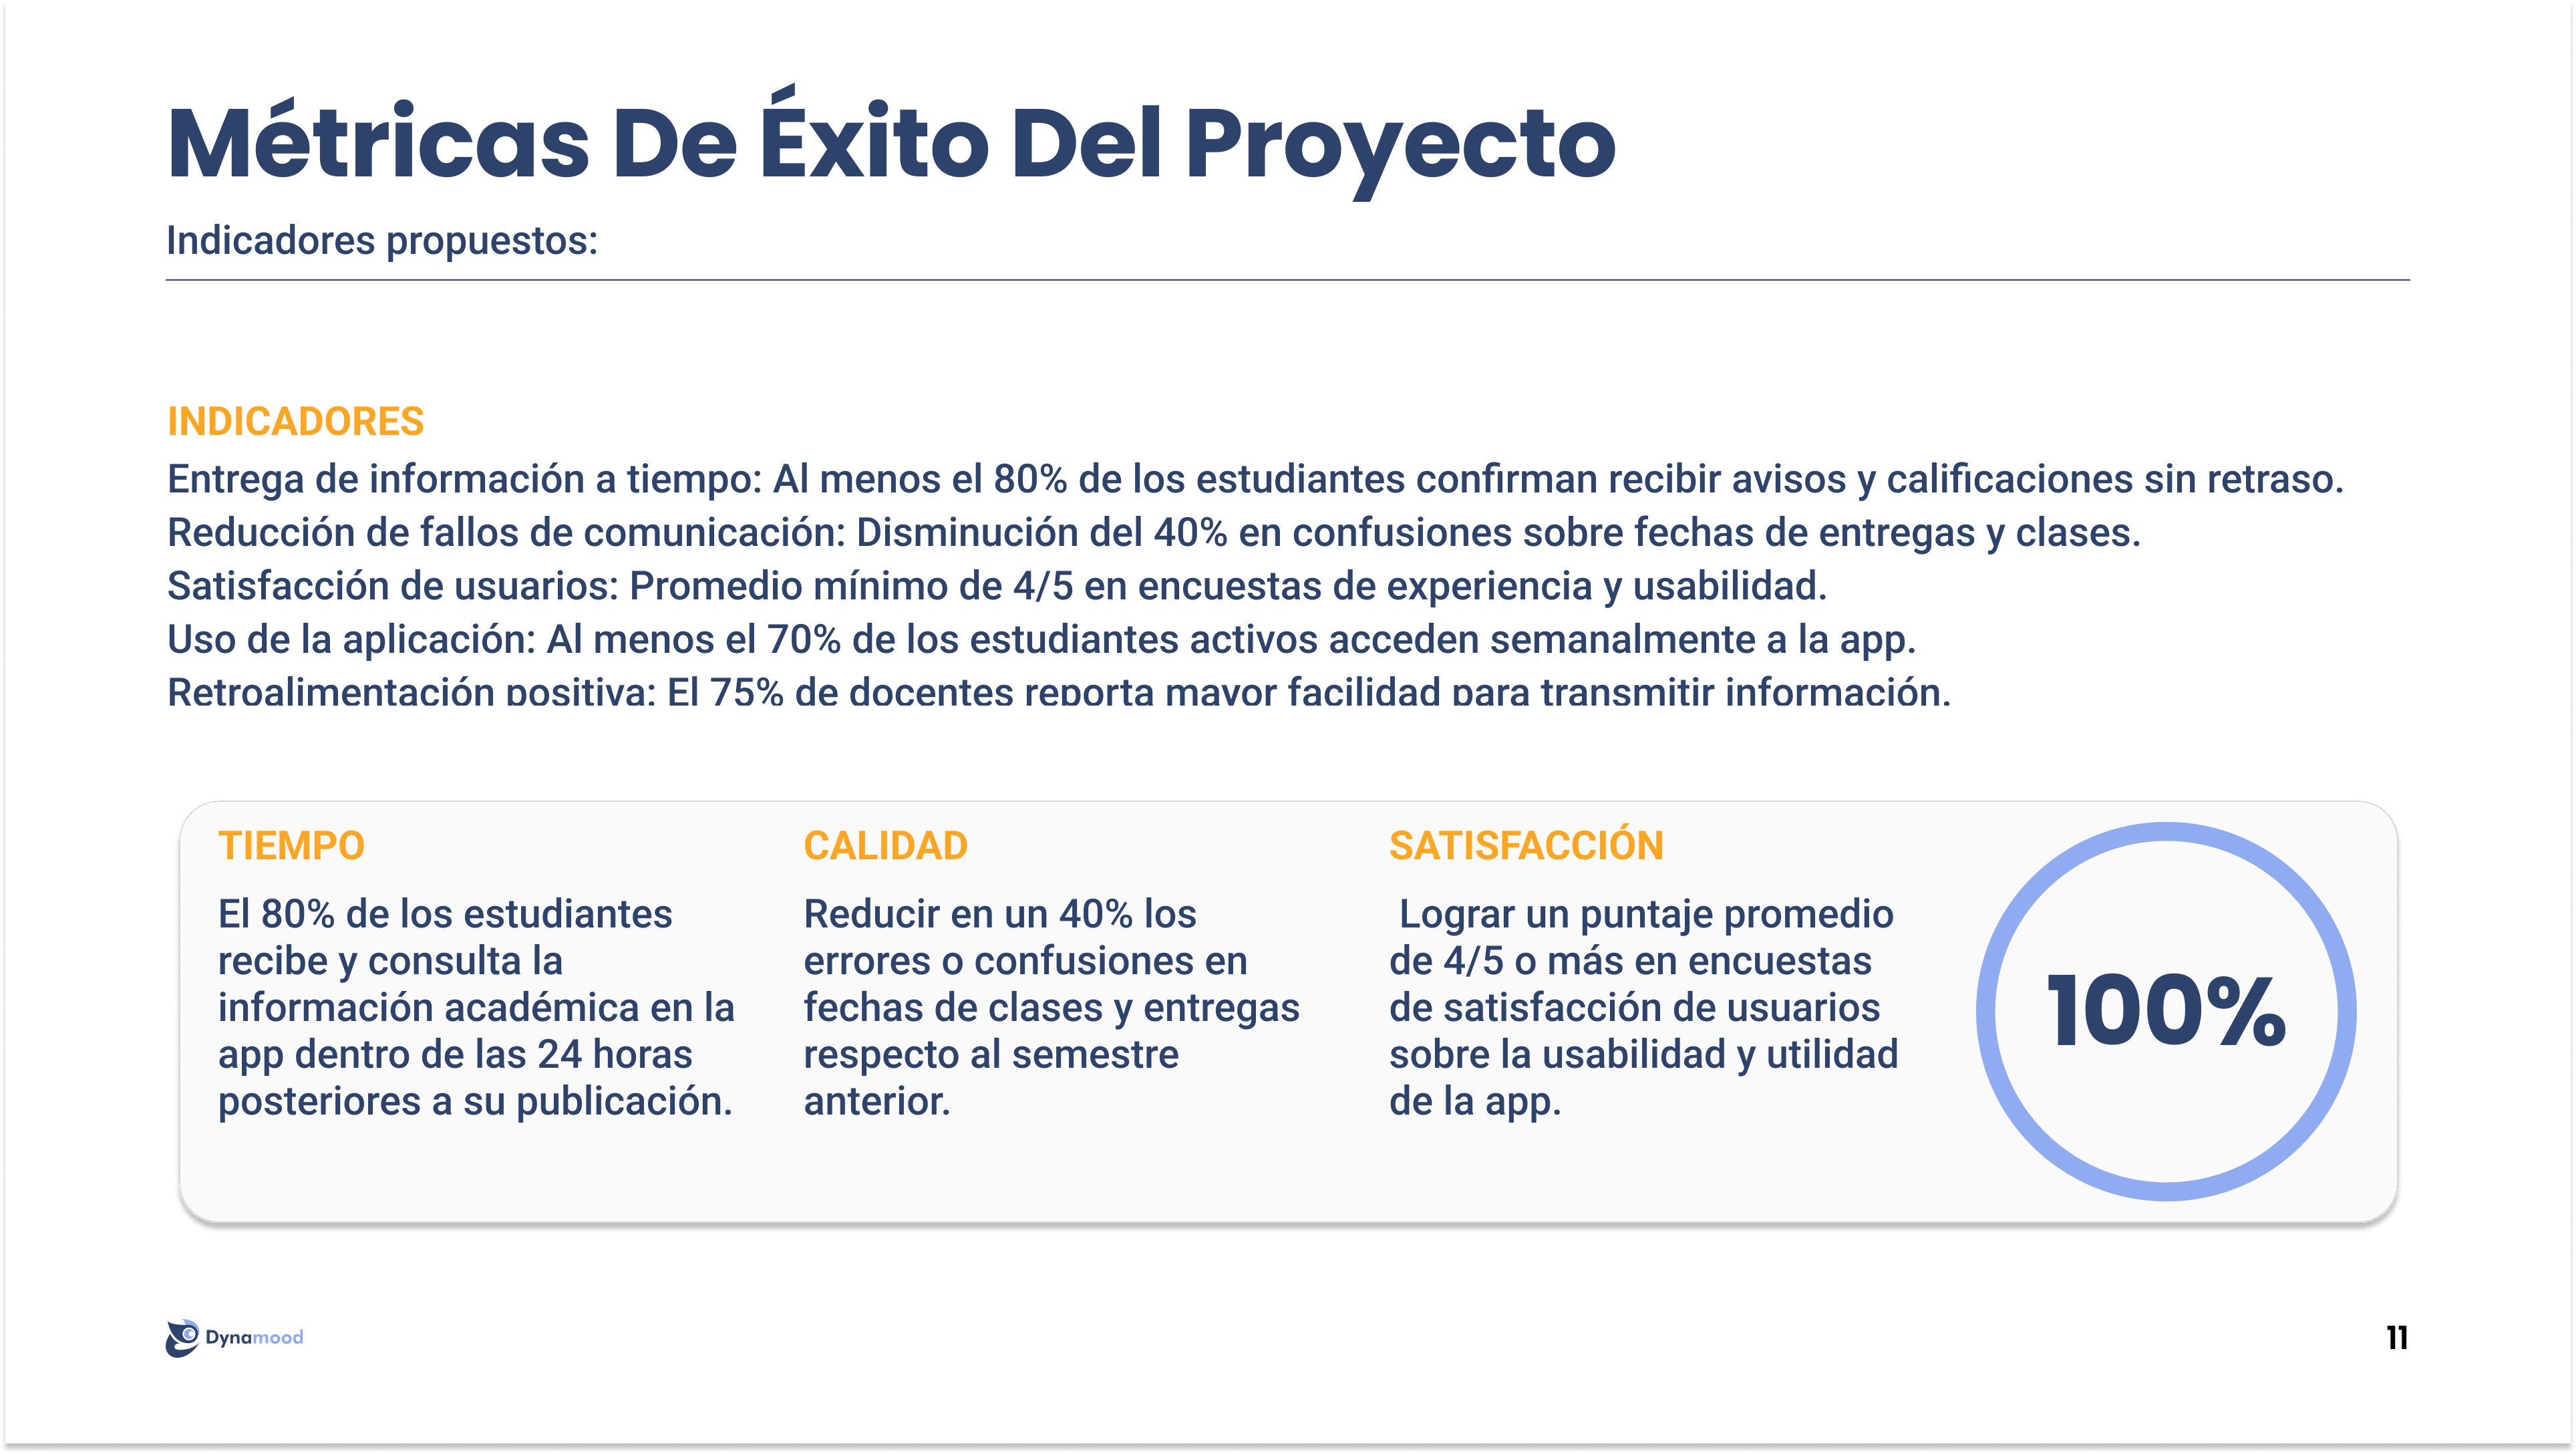 Métricas De Éxito Del Proyecto
Indicadores propuestos:
INDICADORES
Entrega de información a tiempo: Al menos el 80% de los estudiantes confirman recibir avisos y calificaciones sin retraso.
Reducción de fallos de comunicación: Disminución del 40% en confusiones sobre fechas de entregas y clases.
Satisfacción de usuarios: Promedio mínimo de 4/5 en encuestas de experiencia y usabilidad.
Uso de la aplicación: Al menos el 70% de los estudiantes activos acceden semanalmente a la app.
Retroalimentación positiva: El 75% de docentes reporta mayor facilidad para transmitir información.
TIEMPO
El 80% de los estudiantes
recibe y consulta la
información académica en la
app dentro de las 24 horas
posteriores a su publicación.
CALIDAD
Reducir en un 40% los
errores o confusiones en
fechas de clases y entregas
respecto al semestre
anterior.
SATISFACCIÓN
Lograr un puntaje promedio
de 4/5 o más en encuestas
de satisfacción de usuarios
sobre la usabilidad y utilidad
de la app.
100%
Dynamood
11